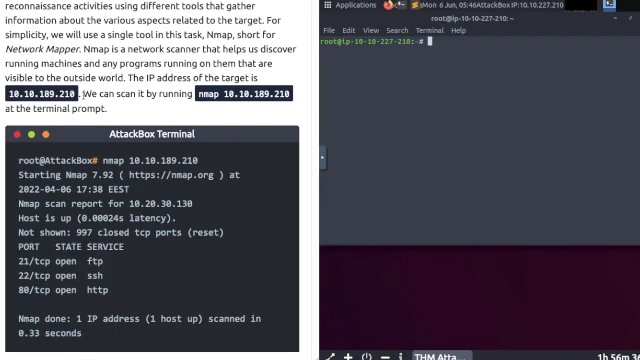 reconnaissance activities using different tools that gather
information about the various aspects related to the target. For
simplicity, we will use a single tool in this task, Nmap, short for
Network Mapper. Nmap is a network scanner that helps us discover
running machines and any programs running on them that
are visible to the outside world. The IP address of the target is
10.10.189.210. We can scan it by running nmap 10.10.189.210
at the terminal prompt.
AttackBox Terminal
root@AttackBox# nmap 10.10.189.210
Starting Nmap 7.92 ( https://nmap.org ) at
2022-04-06 17:38 EEST
Nmap scan report for 10.20.30.130
Host is up (0.00024s latency).
Not shown: 997 closed tcp ports (reset)
PORT STATE SERVICE
21/tcp open ftp
22/tcp open ssh
80/tcp open http
Nmap done: 1 IP address (1 host up) scanned in
0.33 seconds
Applications
Mon 6 Jun, 05:46 AttackBox IP:10.10.227.210
root@ip-10-10-227-210: ~
File Edit View Search Terminal Help
root@ip-10-10-227-210:~#
THM Atta...
1h 56m